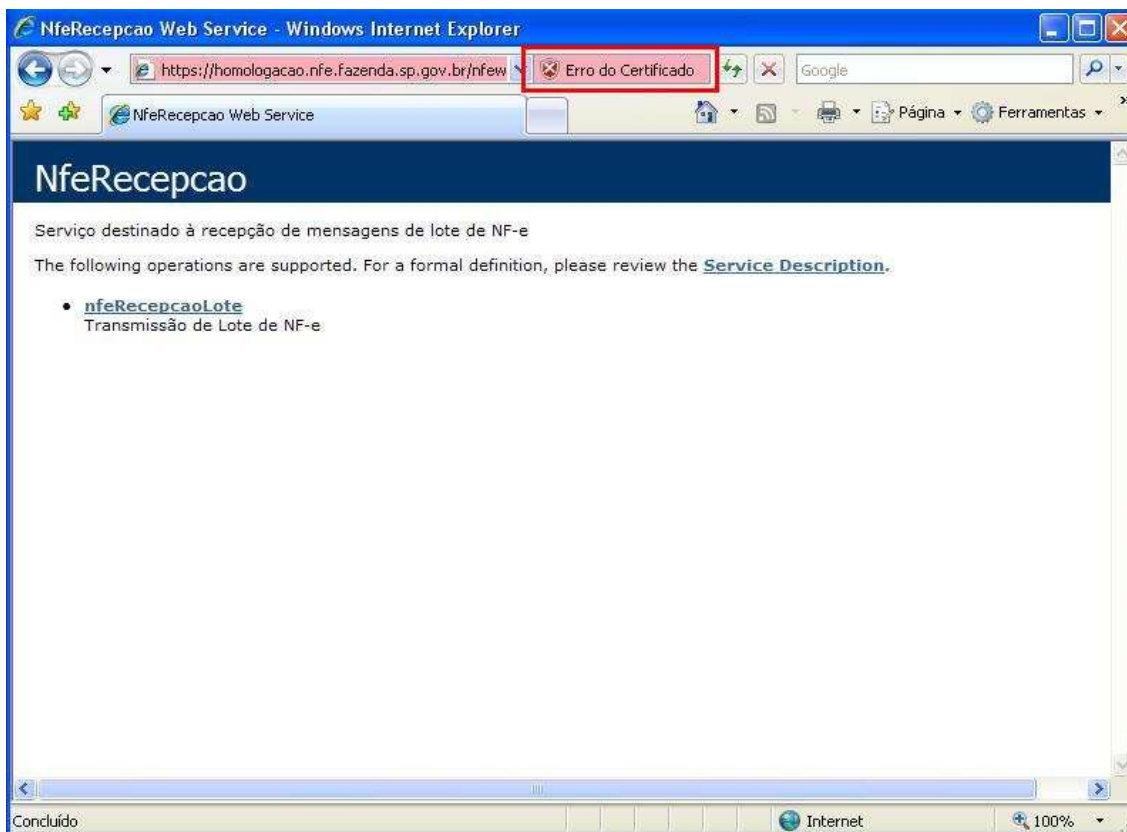 NfeRecepcao Web Service - Windows Internet Explorer
https://homologacao.nfe.fazenda.sp.gov.br/nfew
Erro do Certificado
Google
NfeRecepcao Web Service
Página
Ferramentas
NfeRecepcao
Serviço destinado à recepção de mensagens de lote de NF-e
The following operations are supported. For a formal definition, please review the Service Description.
nfeRecepcaoLote
Transmissão de Lote de NF-e
Concluído
Internet
100%